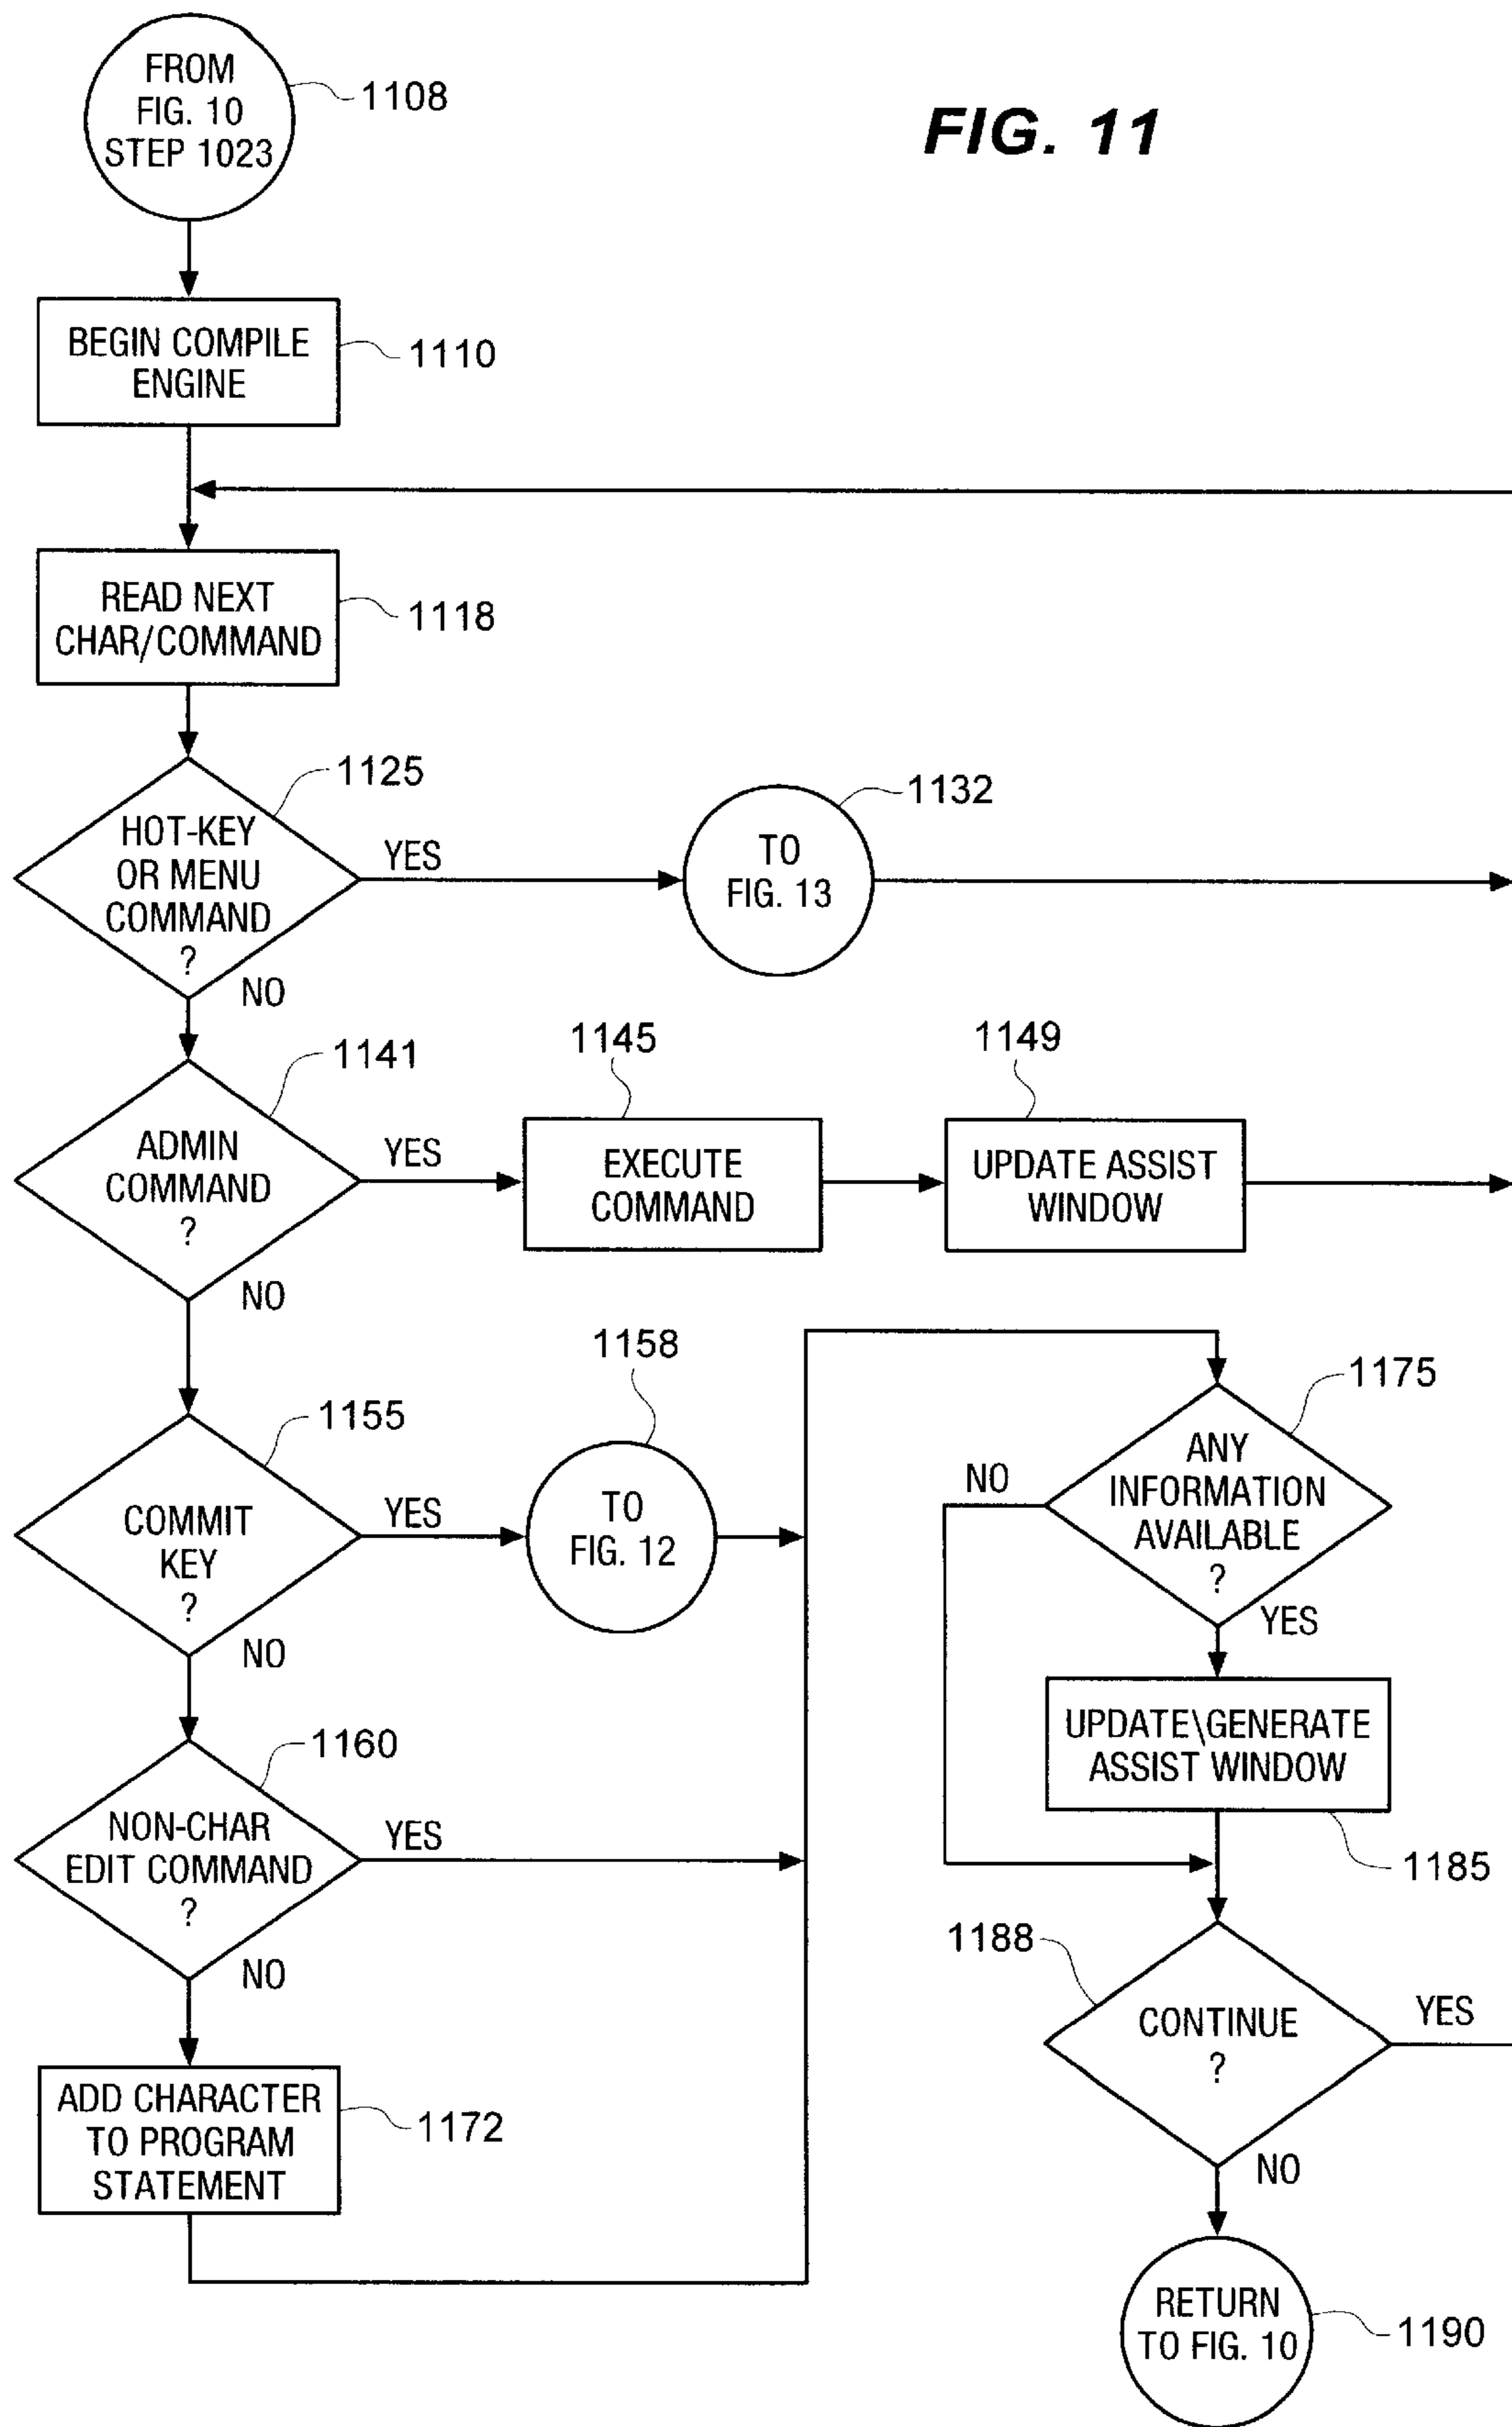 FIG. 11
FROM
FIG. 10
STEP 1023
1108
BEGIN COMPILE
ENGINE
1110
READ NEXT
CHAR/COMMAND
1118
HOT-KEY
OR MENU
COMMAND
?
1125
YES
NO
TO
FIG. 13
1132
ADMIN
COMMAND
?
1141
YES
NO
EXECUTE
COMMAND
1145
UPDATE ASSIST
WINDOW
1149
COMMIT
KEY
?
1155
YES
NO
TO
FIG. 12
1158
NON-CHAR
EDIT COMMAND
?
1160
YES
NO
ADD CHARACTER
TO PROGRAM
STATEMENT
1172
ANY
INFORMATION
AVAILABLE
?
1175
NO
YES
UPDATE\GENERATE
ASSIST WINDOW
1185
CONTINUE
?
1188
YES
NO
RETURN
TO FIG. 10
1190